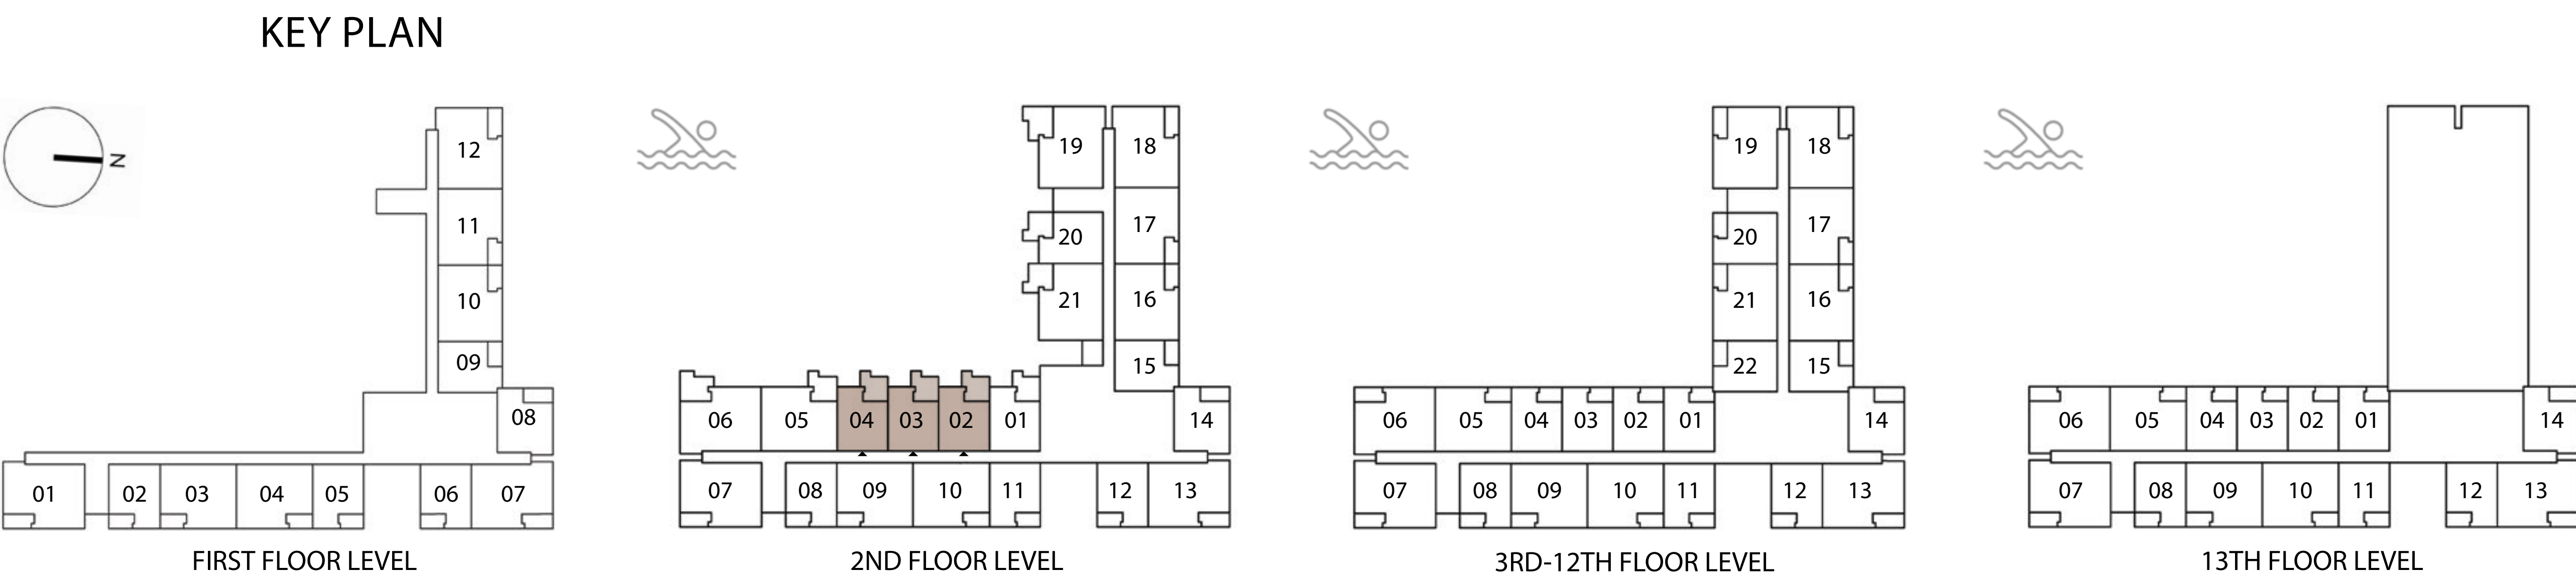 KEY PLAN
N
12
11
10
09
08
01 02 03 04 05 06 07
FIRST FLOOR LEVEL
19 18
17
20
21 16
15
06 05 04 03 02 01 14
07 08 09 10 11 12 13
2ND FLOOR LEVEL
19 18
17
20
21 16
22 15
06 05 04 03 02 01 14
07 08 09 10 11 12 13
3RD-12TH FLOOR LEVEL
06 05 04 03 02 01 14
07 08 09 10 11 12 13
13TH FLOOR LEVEL